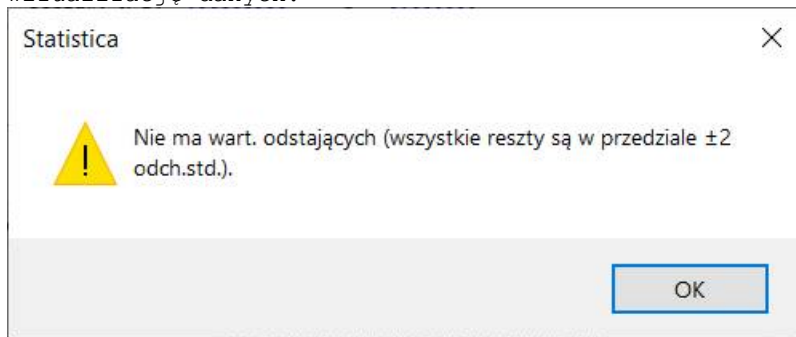 Statistica
Nie ma wart. odstających (wszystkie reszty są w przedziale ±2
odch.std.).
OK